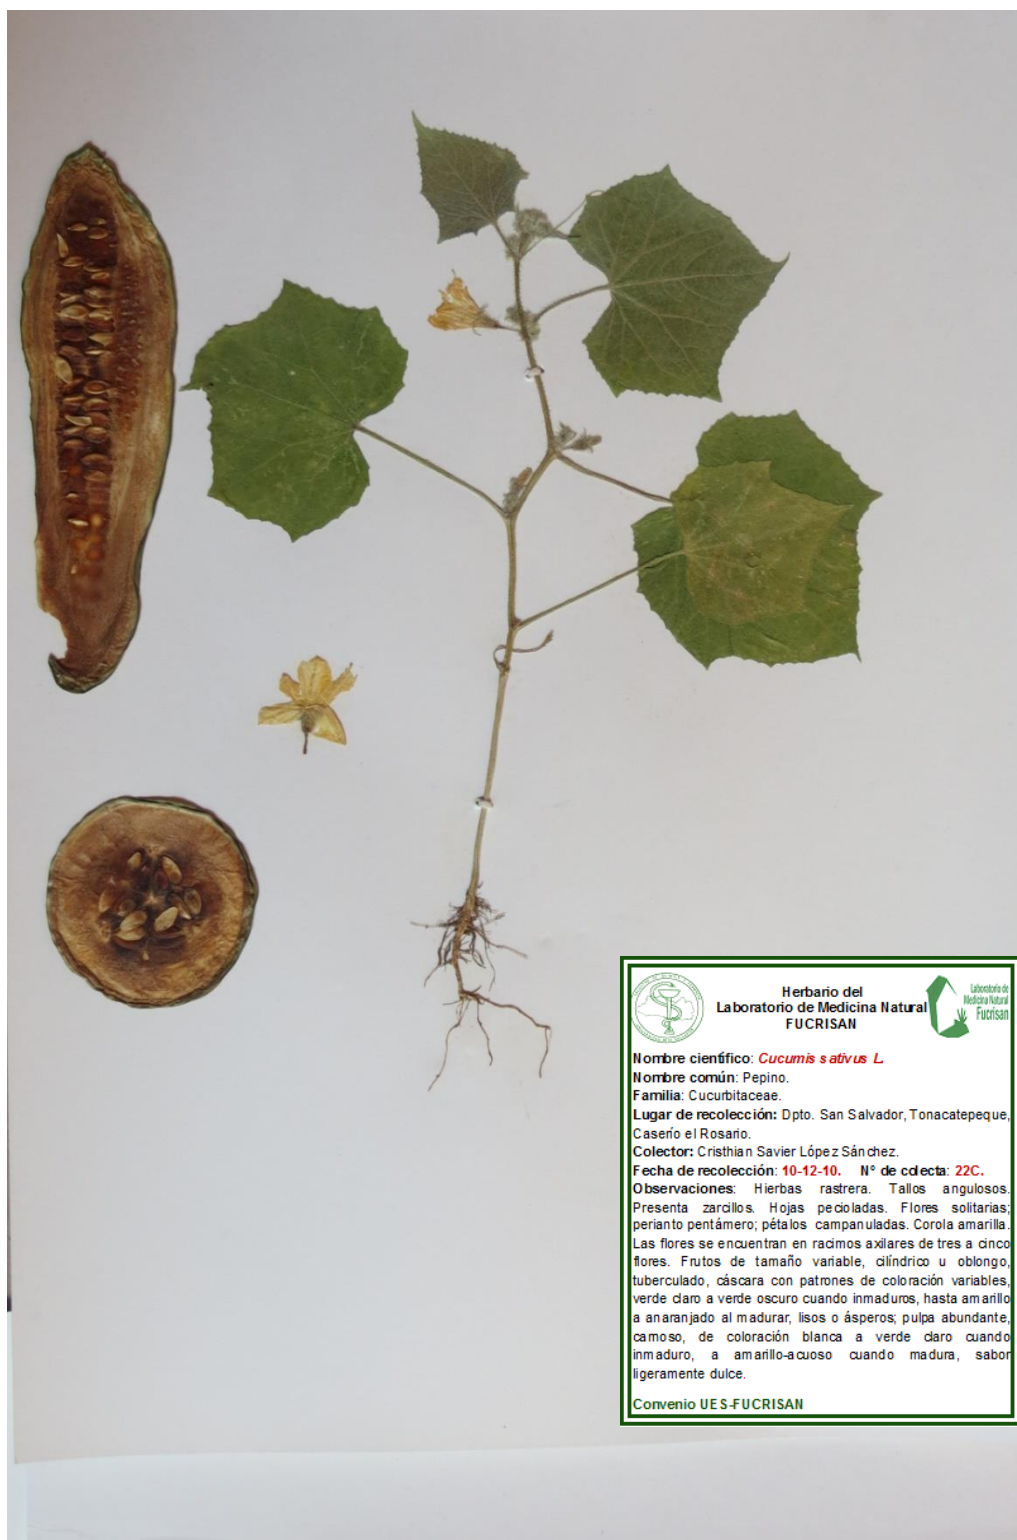 Herbario del
Laboratorio de Medicina Natural
FUCRISAN
Laboratorio de
Medicina Natural
Fucrisan
Nombre científico: Cucumis sativus L.
Nombre común: Pepino.
Familia: Cucurbitaceae.
Lugar de recolección: Dpto. San Salvador, Tonacatepeque,
Caserío el Rosario.
Colector: Cristhian Savier López Sánchez.
Fecha de recolección: 10-12-10. N° de colecta: 22C.
Observaciones: Hierbas rastrera. Tallos angulosos.
Presenta zarcillos. Hojas pecioladas. Flores solitarias;
perianto pentámero; pétalos campanuladas. Corola amarilla.
Las flores se encuentran en racimos axilares de tres a cinco
flores. Frutos de tamaño variable, cilíndrico u oblongo,
tuberculado, cáscara con patrones de coloración variables,
verde claro a verde oscuro cuando inmaduros, hasta amarillo
a anaranjado al madurar, lisos o ásperos; pulpa abundante,
carnoso, de coloración blanca a verde claro cuando
inmaduro, a amarillo-acuoso cuando madura, sabor
ligeramente dulce.
Convenio UES-FUCRISAN